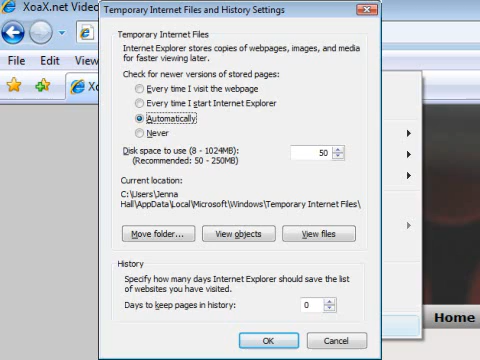 XoaX.net Video
Temporary Internet Files and History Settings
File Edit View
Xo
Temporary Internet Files
Internet Explorer stores copies of webpages, images, and media
for faster viewing later.
Check for newer versions of stored pages:
Every time I visit the webpage
Every time I start Internet Explorer
Automatically
Never
Disk space to use (8 - 1024MB):
(Recommended: 50 - 250MB)
50
Current location:
C:\Users\Jenna
Hall\AppData\Local\Microsoft\Windows\Temporary Internet Files\
Move folder... View objects View files
History
Specify how many days Internet Explorer should save the list
of websites you have visited.
Days to keep pages in history: 0
Home
OK Cancel